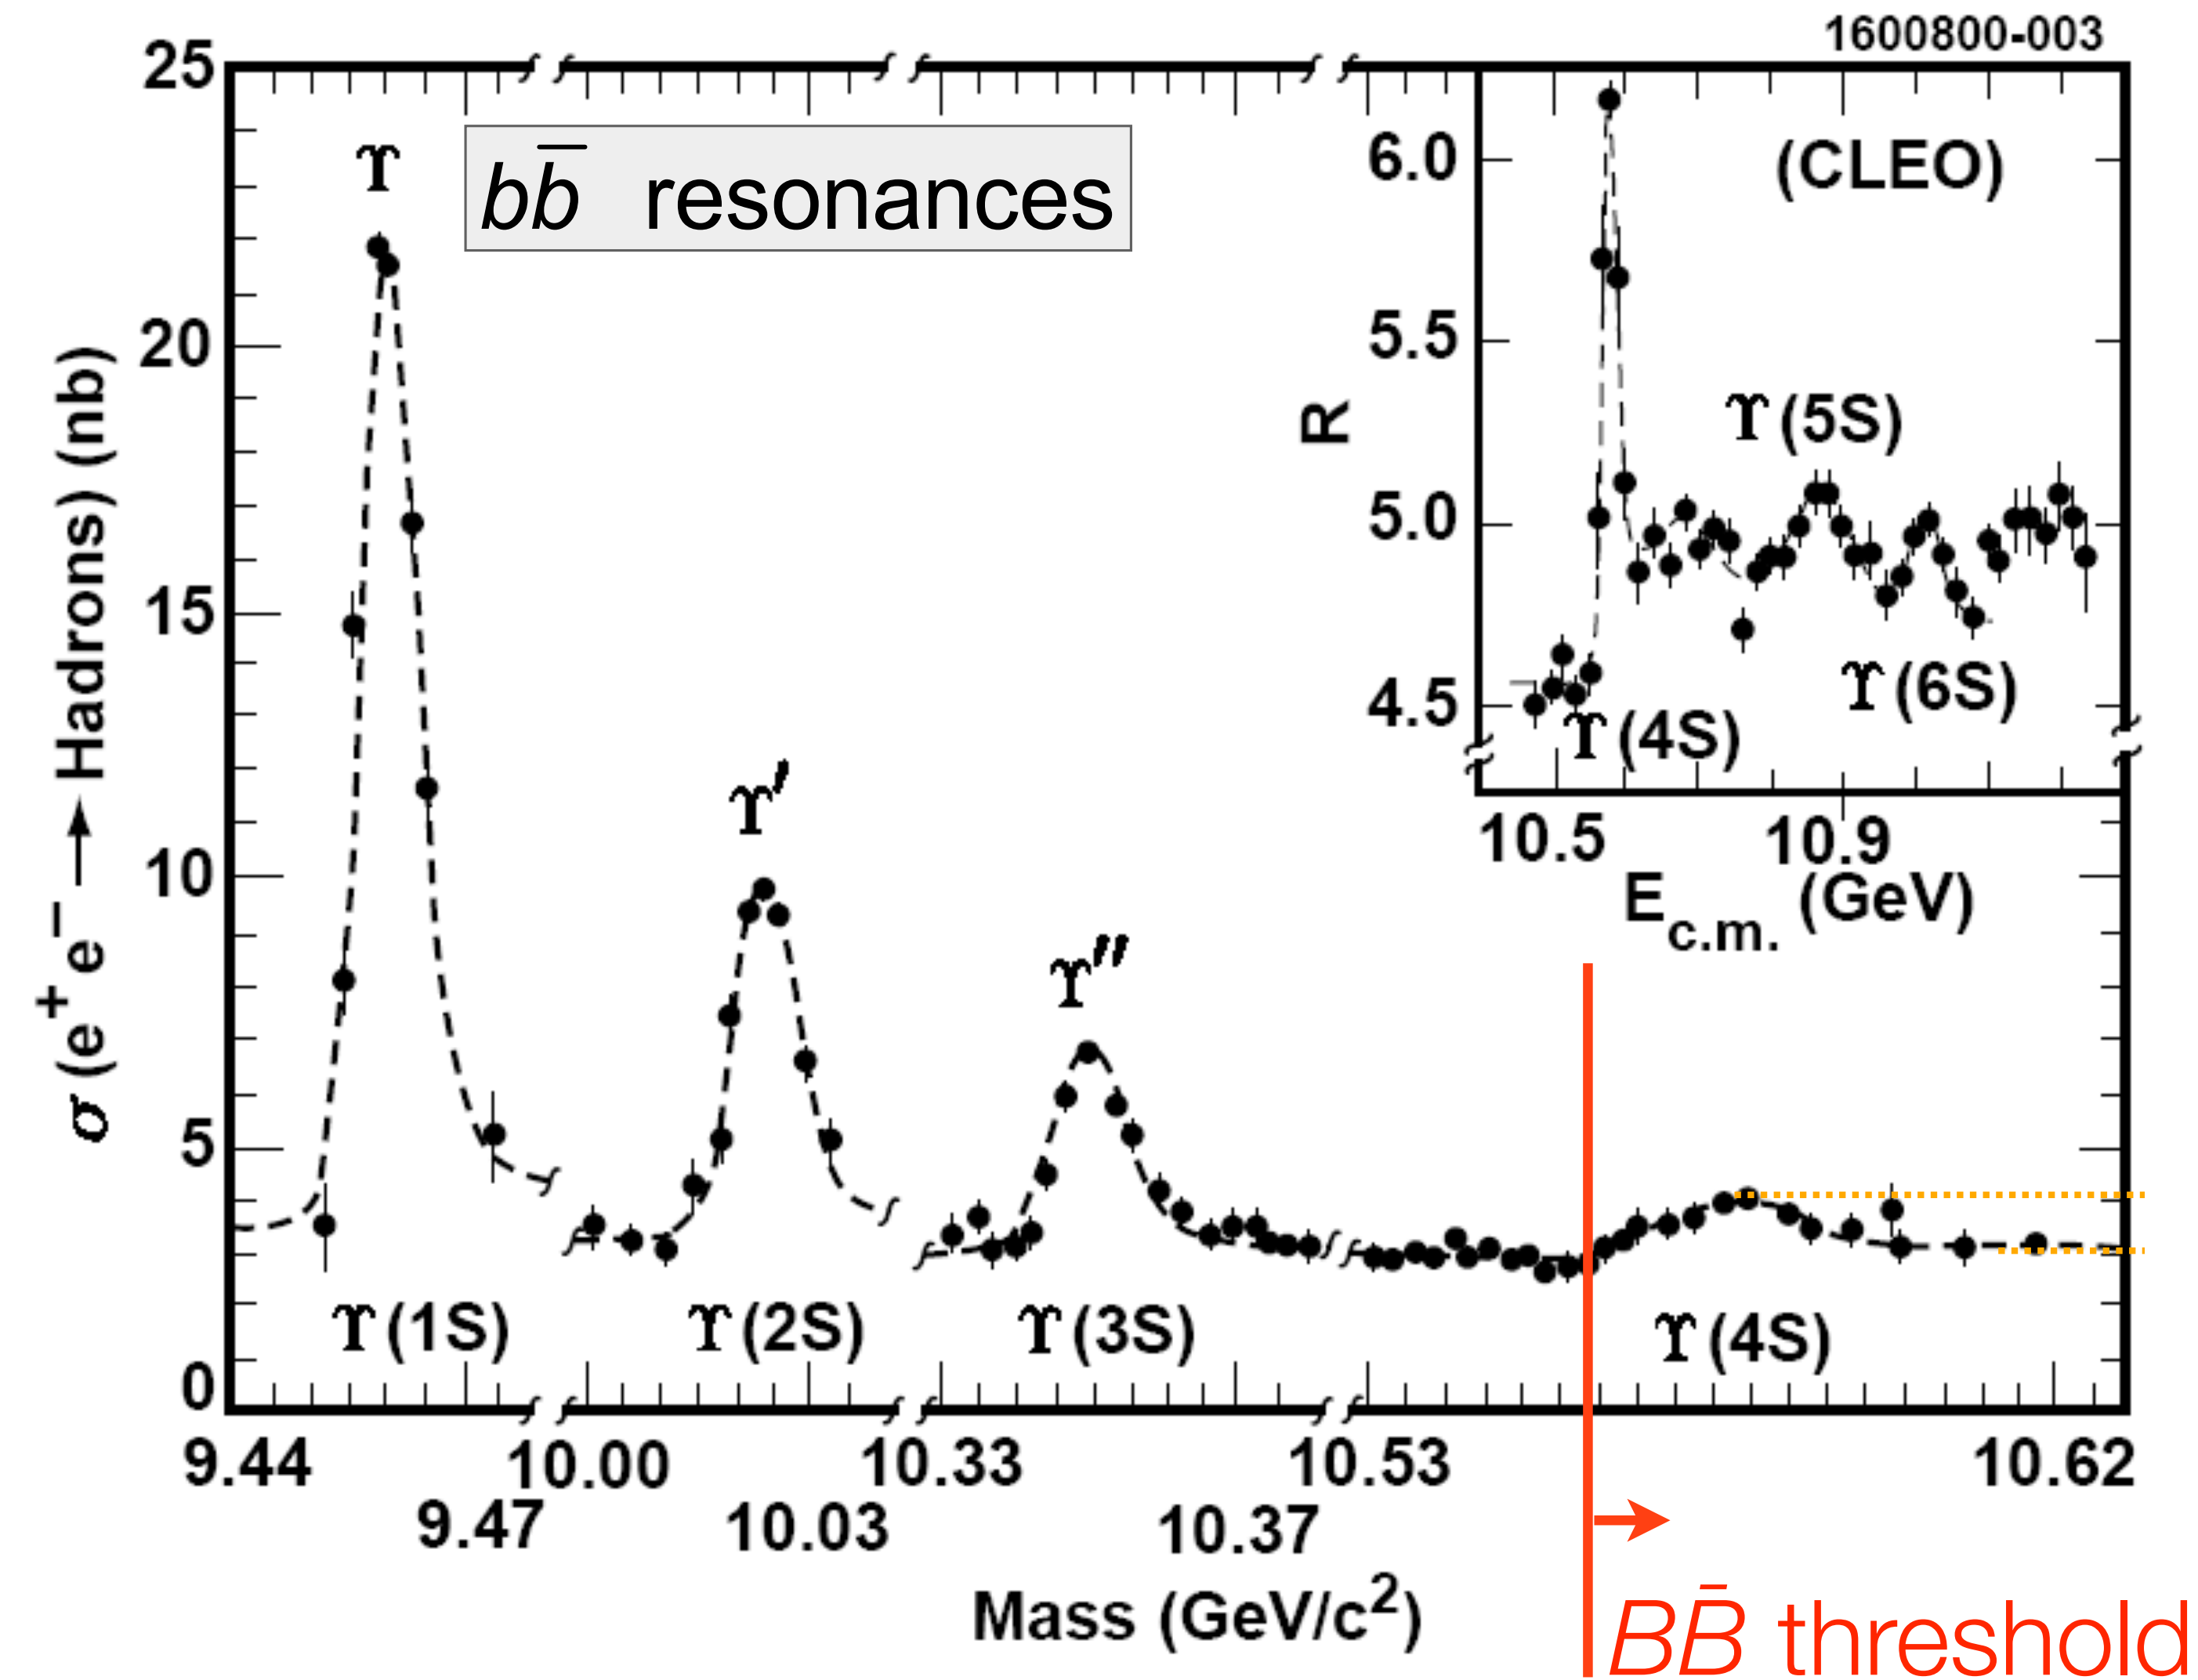 1600800-003
25
20
15
10
5
0
σ (e⁺e⁻ → Hadrons) (nb)
ϒ
bb̅ resonances
ϒ′
ϒ″
ϒ(1S)
ϒ(2S)
ϒ(3S)
ϒ(4S)
9.44
10.00
10.33
10.53
10.62
9.47
10.03
10.37
Mass (GeV/c²)
BB̄ threshold
(CLEO)
6.0
5.5
5.0
4.5
R
ϒ(5S)
ϒ(6S)
ϒ(4S)
10.5
10.9
E_c.m. (GeV)